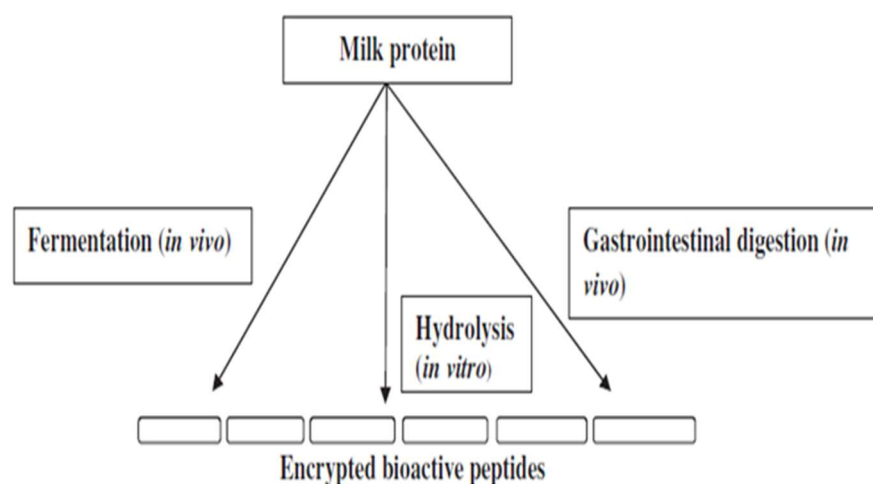 Milk protein
Fermentation (in vivo)
Gastrointestinal digestion (in
vivo)
Hydrolysis
(in vitro)
Encrypted bioactive peptides